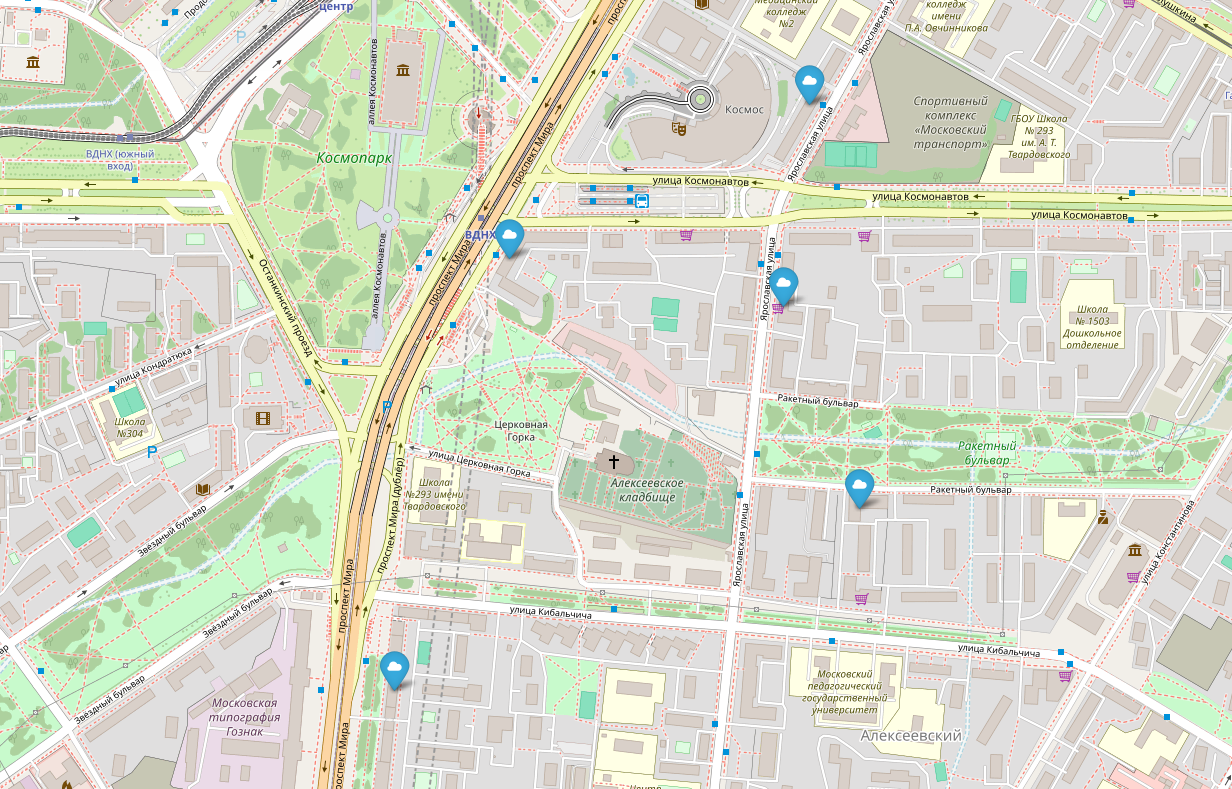 центр
Медицинский
колледж
№2
колледж
имени
П.А. Овчинникова
Ярославская
проспект Мира
аллея Космонавтов
Космос
Спортивный
комплекс
«Московский
транспорт»
ГБОУ Школа
№ 293
им. А. Т.
Твардовского
Ярославская улица
ВДНХ (южный
вход)
Космопарк
проспект Мира
улица Космонавтов
улица Космонавтов
улица Космонавтов
ВДНХ
проспект Мира
аллея Космонавтов
Останкинский проезд
Ярославская улица
Школа
№ 1503
Дошкольное
отделение
улица Кондратюка
Школа
№304
P
P
Ракетный бульвар
Церковная
Горка
Ракетный
бульвар
улица Церковная Горка
Алексеевское
кладбище
Школа
№293 имени
Твардовского
Ракетный бульвар
проспект Мира (дублёр)
Звёздный бульвар
Ярославская улица
улица Константинова
проспект Мира
Звёздный бульвар
улица Кибальчича
улица Кибальчича
Звёздный бульвар
Московская
типография
Гознак
Московский
педагогический
государственный
университет
Алексеевский
проспект Мира
Центр